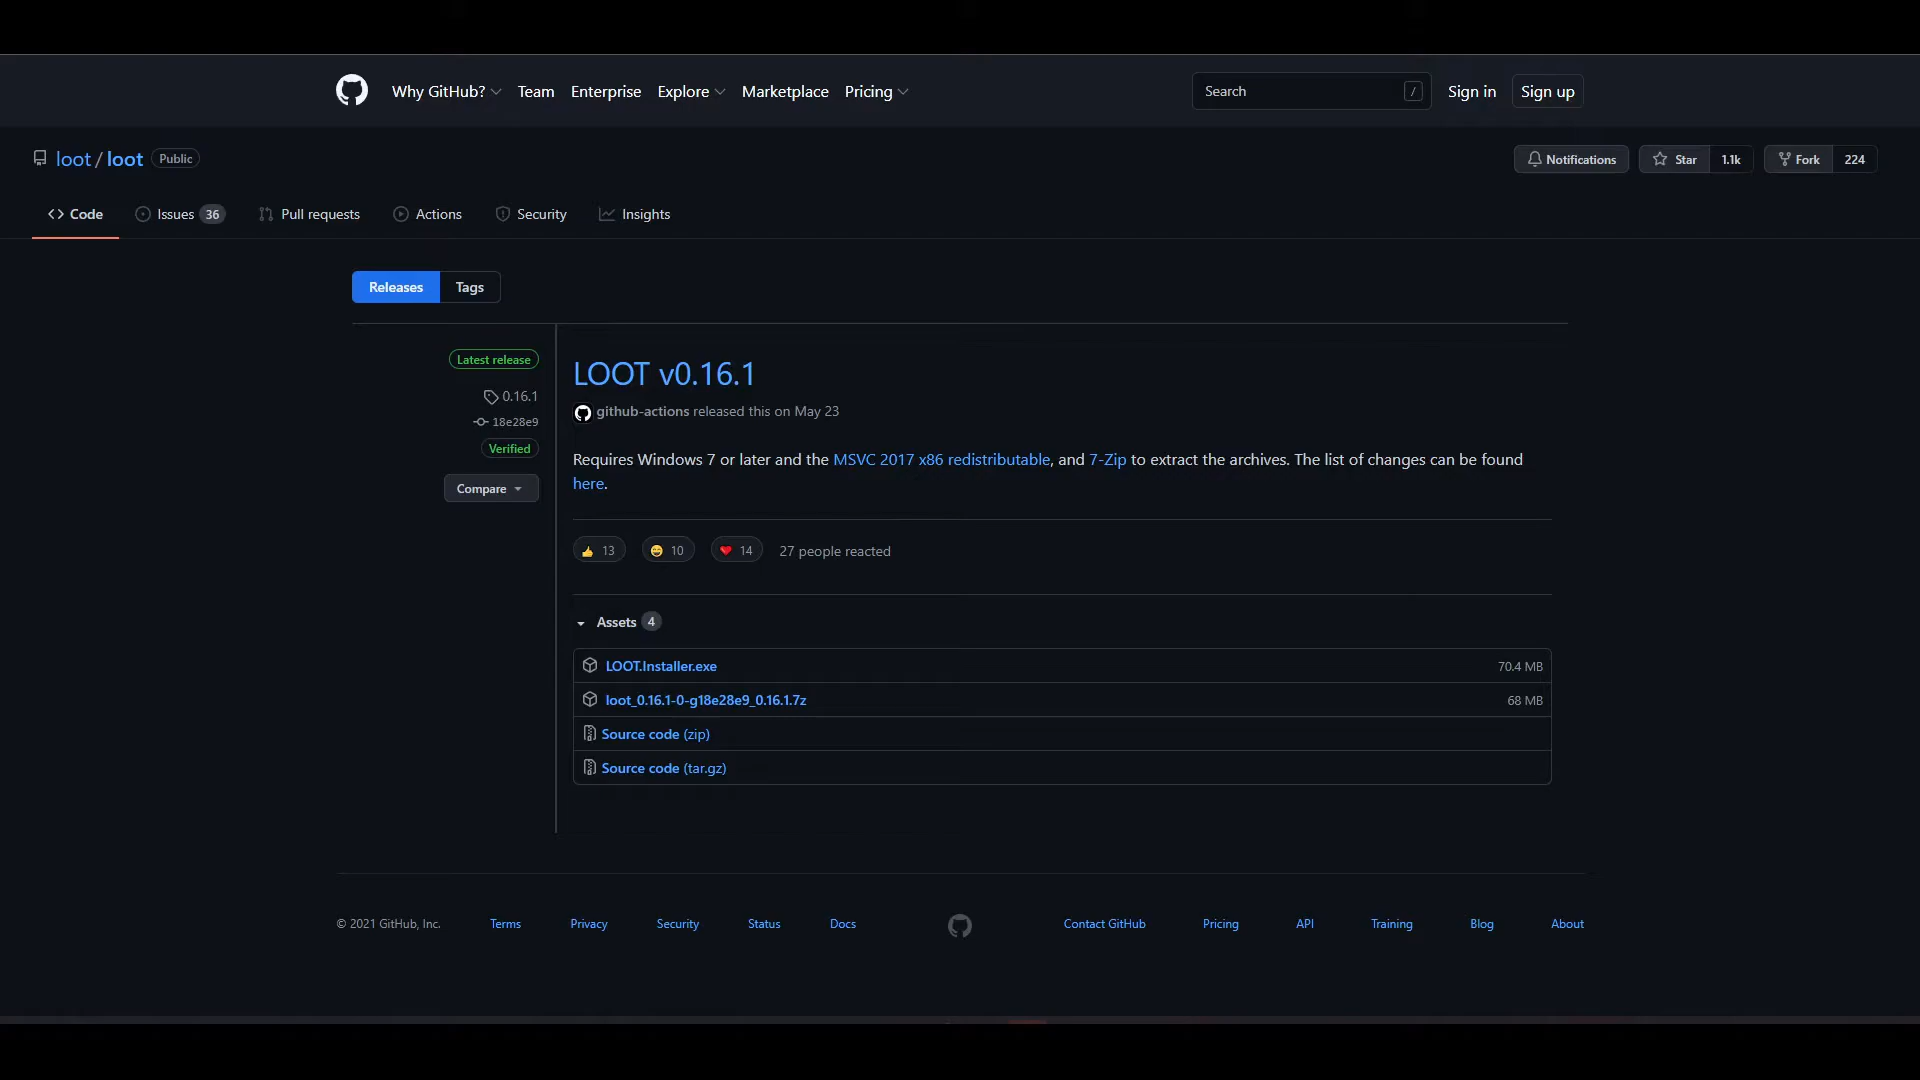 Why GitHub? Team Enterprise Explore Marketplace Pricing Search / Sign in Sign up
loot / loot Public Notifications Star 1.1k Fork 224
Code Issues 36 Pull requests Actions Security Insights
Releases Tags
Latest release
0.16.1
18e28e9
Verified
Compare
LOOT v0.16.1
github-actions released this on May 23
Requires Windows 7 or later and the MSVC 2017 x86 redistributable, and 7-Zip to extract the archives. The list of changes can be found
here.
👍 13 😄 10 ❤️ 14 27 people reacted
Assets 4
LOOT.Installer.exe 70.4 MB
loot_0.16.1-0-g18e28e9_0.16.1.7z 68 MB
Source code (zip)
Source code (tar.gz)
© 2021 GitHub, Inc. Terms Privacy Security Status Docs Contact GitHub Pricing API Training Blog About